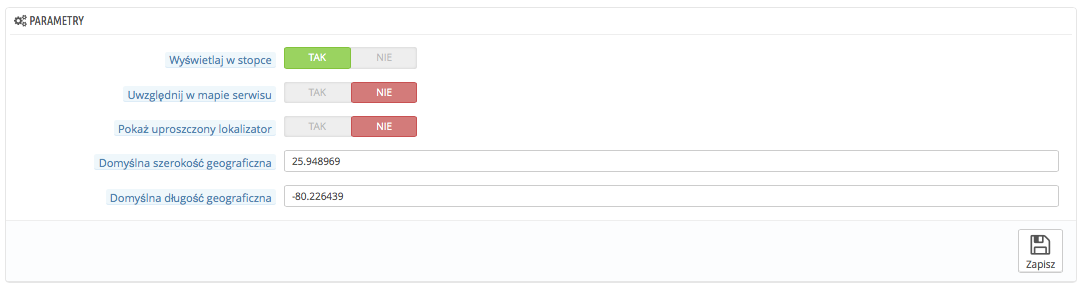 PARAMETRY
Wyświetlaj w stopce TAK NIE
Uwzględnij w mapie serwisu TAK NIE
Pokaż uproszczony lokalizator TAK NIE
Domyślna szerokość geograficzna 25.948969
Domyślna długość geograficzna -80.226439
Zapisz